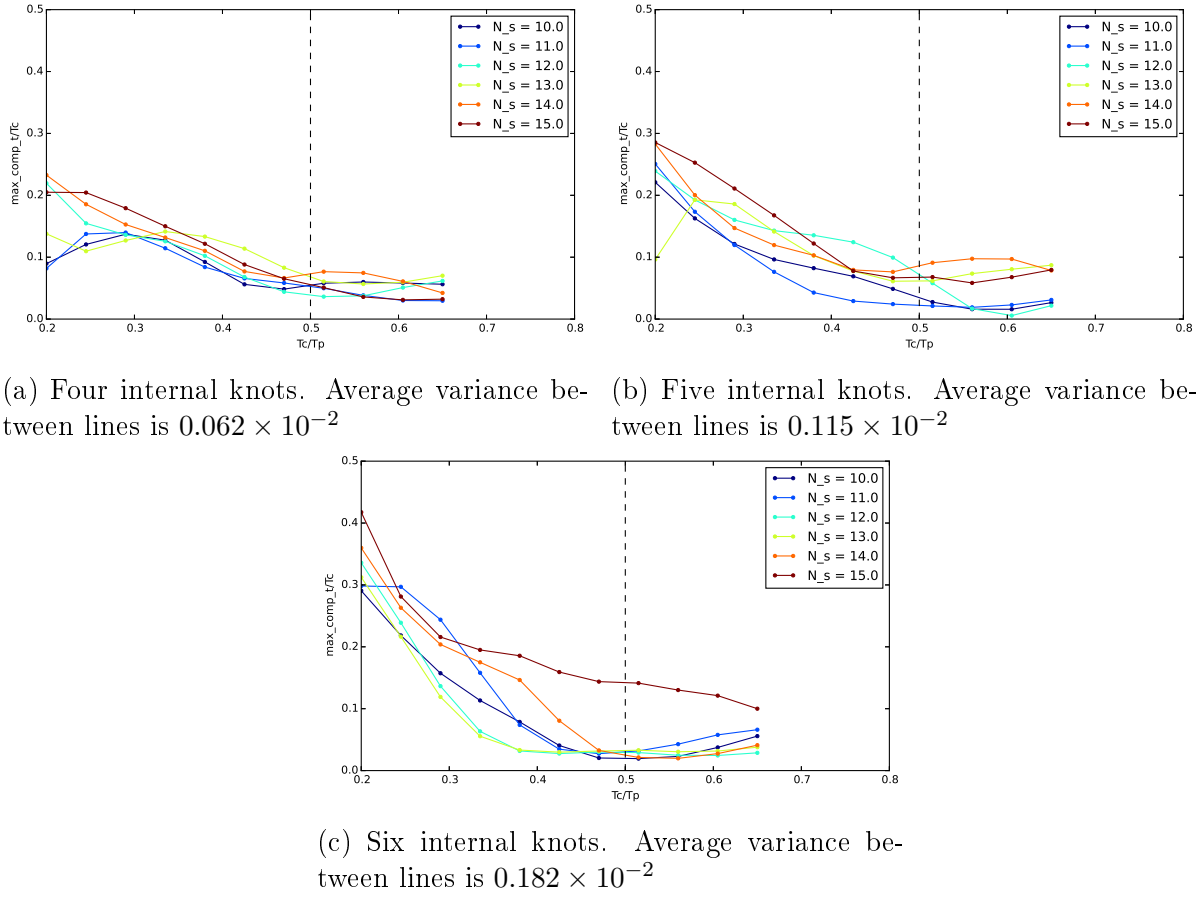 0.5
0.4
0.3
0.2
0.1
0.0
max_comp_t/Tc
0.2 0.3 0.4 0.5 0.6 0.7 0.8
Tc/Tp
N_s = 10.0
N_s = 11.0
N_s = 12.0
N_s = 13.0
N_s = 14.0
N_s = 15.0
(a) Four internal knots. Average variance be-
tween lines is 0.062 × 10⁻²
0.5
0.4
0.3
0.2
0.1
0.0
max_comp_t/Tc
0.2 0.3 0.4 0.5 0.6 0.7 0.8
Tc/Tp
N_s = 10.0
N_s = 11.0
N_s = 12.0
N_s = 13.0
N_s = 14.0
N_s = 15.0
(b) Five internal knots. Average variance be-
tween lines is 0.115 × 10⁻²
0.5
0.4
0.3
0.2
0.1
0.0
max_comp_t/Tc
0.2 0.3 0.4 0.5 0.6 0.7 0.8
Tc/Tp
N_s = 10.0
N_s = 11.0
N_s = 12.0
N_s = 13.0
N_s = 14.0
N_s = 15.0
(c) Six internal knots. Average variance be-
tween lines is 0.182 × 10⁻²